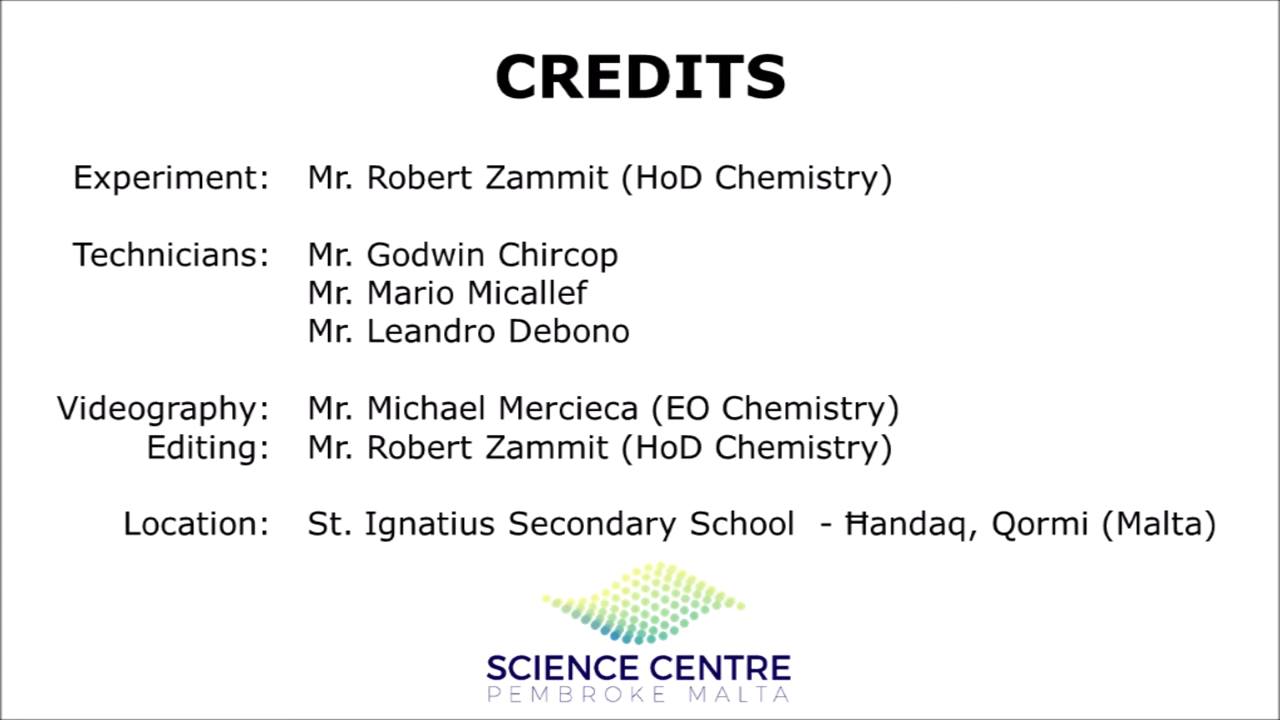 CREDITS
Experiment: Mr. Robert Zammit (HoD Chemistry)
Technicians: Mr. Godwin Chircop
Mr. Mario Micallef
Mr. Leandro Debono
Videography: Mr. Michael Mercieca (EO Chemistry)
Editing: Mr. Robert Zammit (HoD Chemistry)
Location: St. Ignatius Secondary School - Ħandaq, Qormi (Malta)
SCIENCE CENTRE
PEMBROKE MALTA